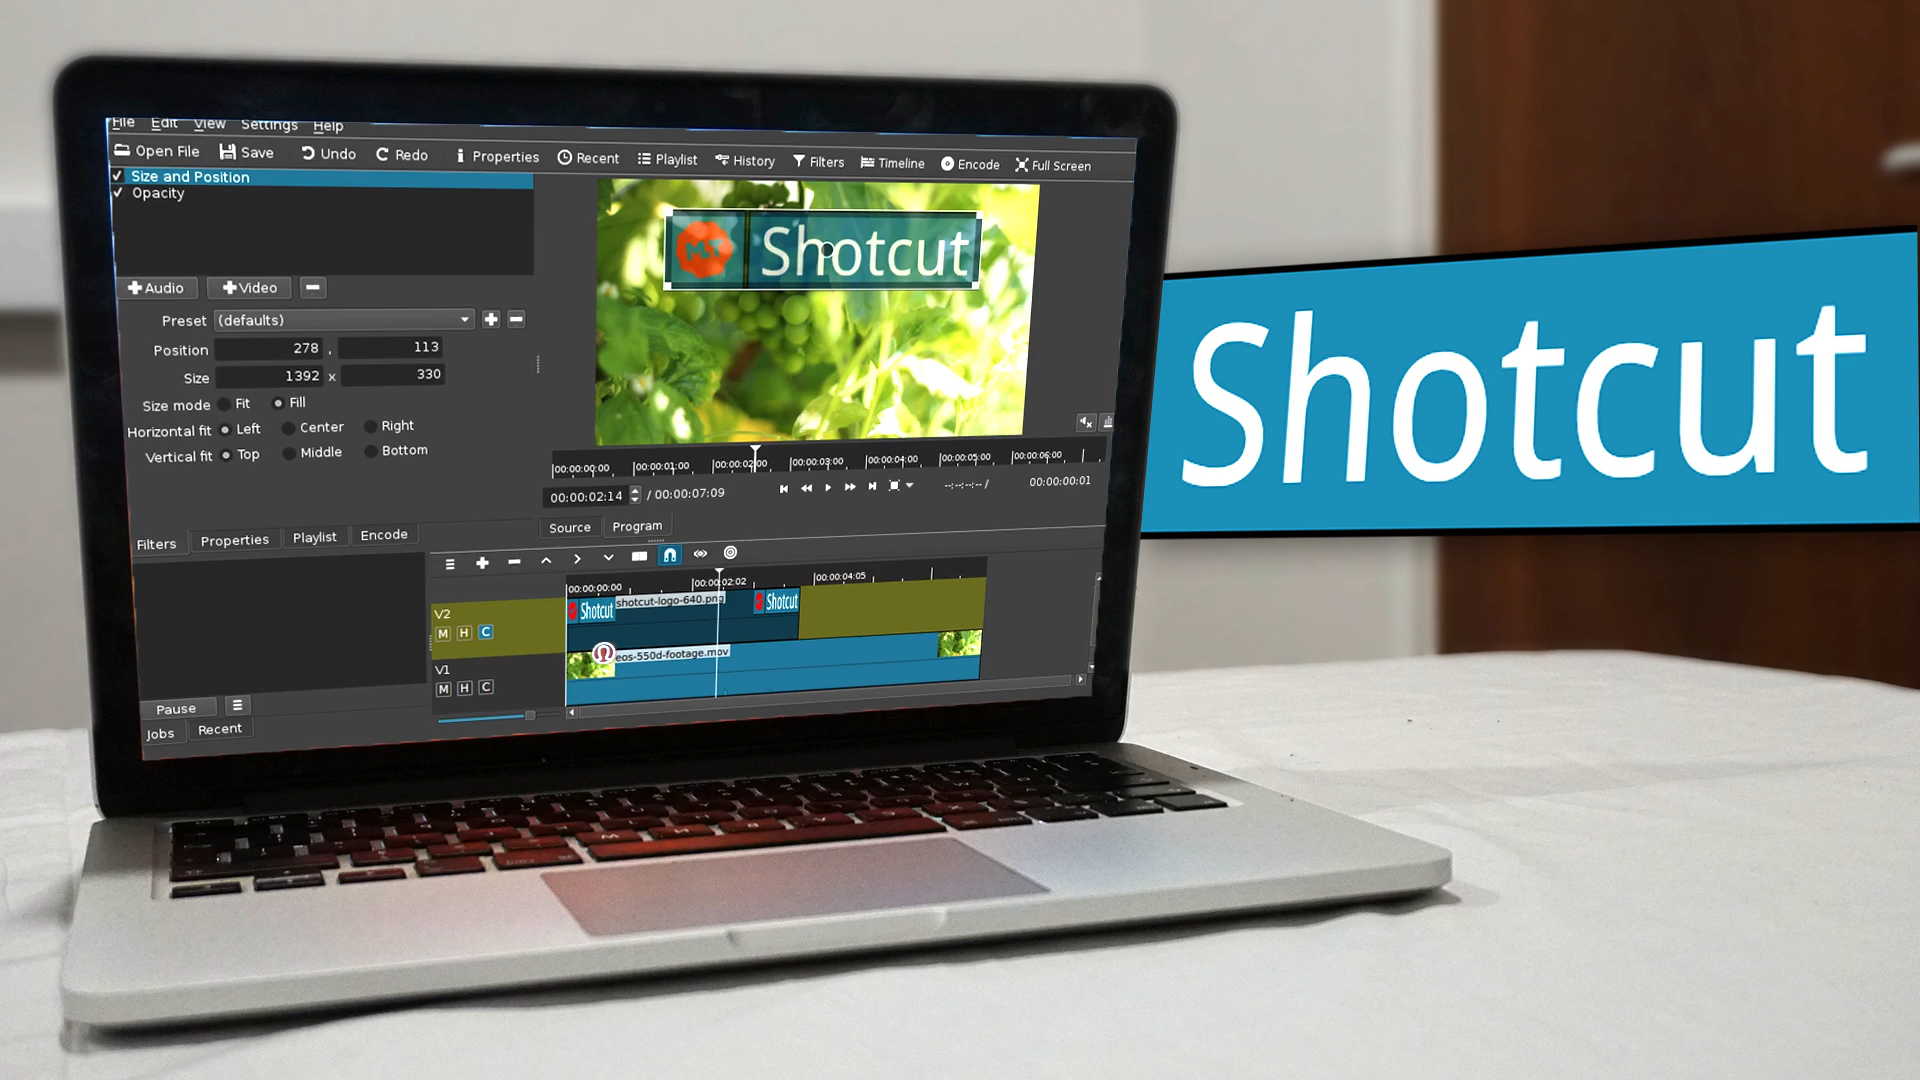 File Edit View Settings Help
Open File Save Undo Redo Properties Recent Playlist History Filters Timeline Encode Full Screen
Size and Position
Opacity
MLT Shotcut
Audio Video
Preset (defaults)
Position 278 , 113
Size 1392 x 330
Size mode Fit Fill
Horizontal fit Left Center Right
Vertical fit Top Middle Bottom
00:00:00:00 00:00:01:00 00:00:02:00 00:00:03:00 00:00:04:00 00:00:05:00 00:00:06:00
00:00:02:14 / 00:00:07:09 --:--:--:-- / 00:00:00:01
Source Program
Filters Properties Playlist Encode
00:00:00:00 00:00:02:02 00:00:04:05
V2
M H C
Shotcut shotcut-logo-640.png Shotcut
V1
M H C
eos-550d-footage.mov
Pause
Jobs Recent
Shotcut